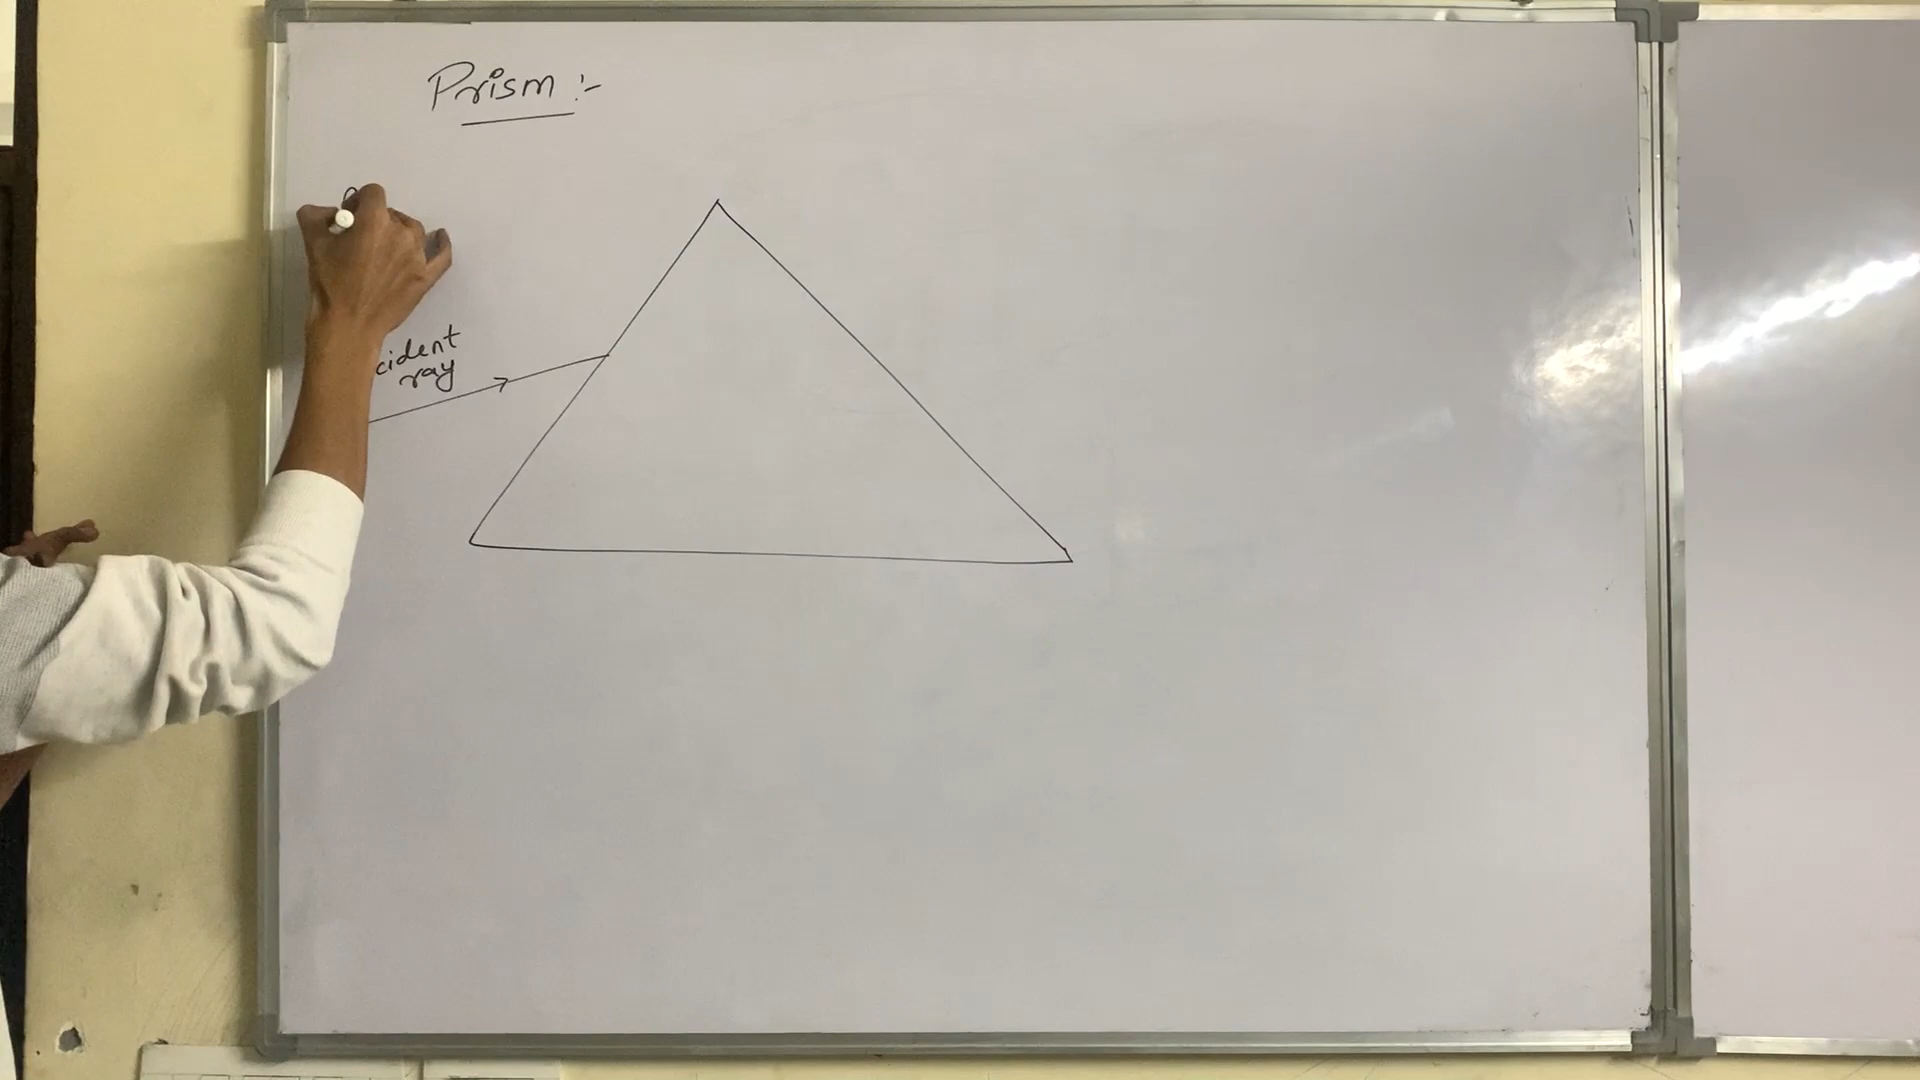 Prism :-
cident
ray